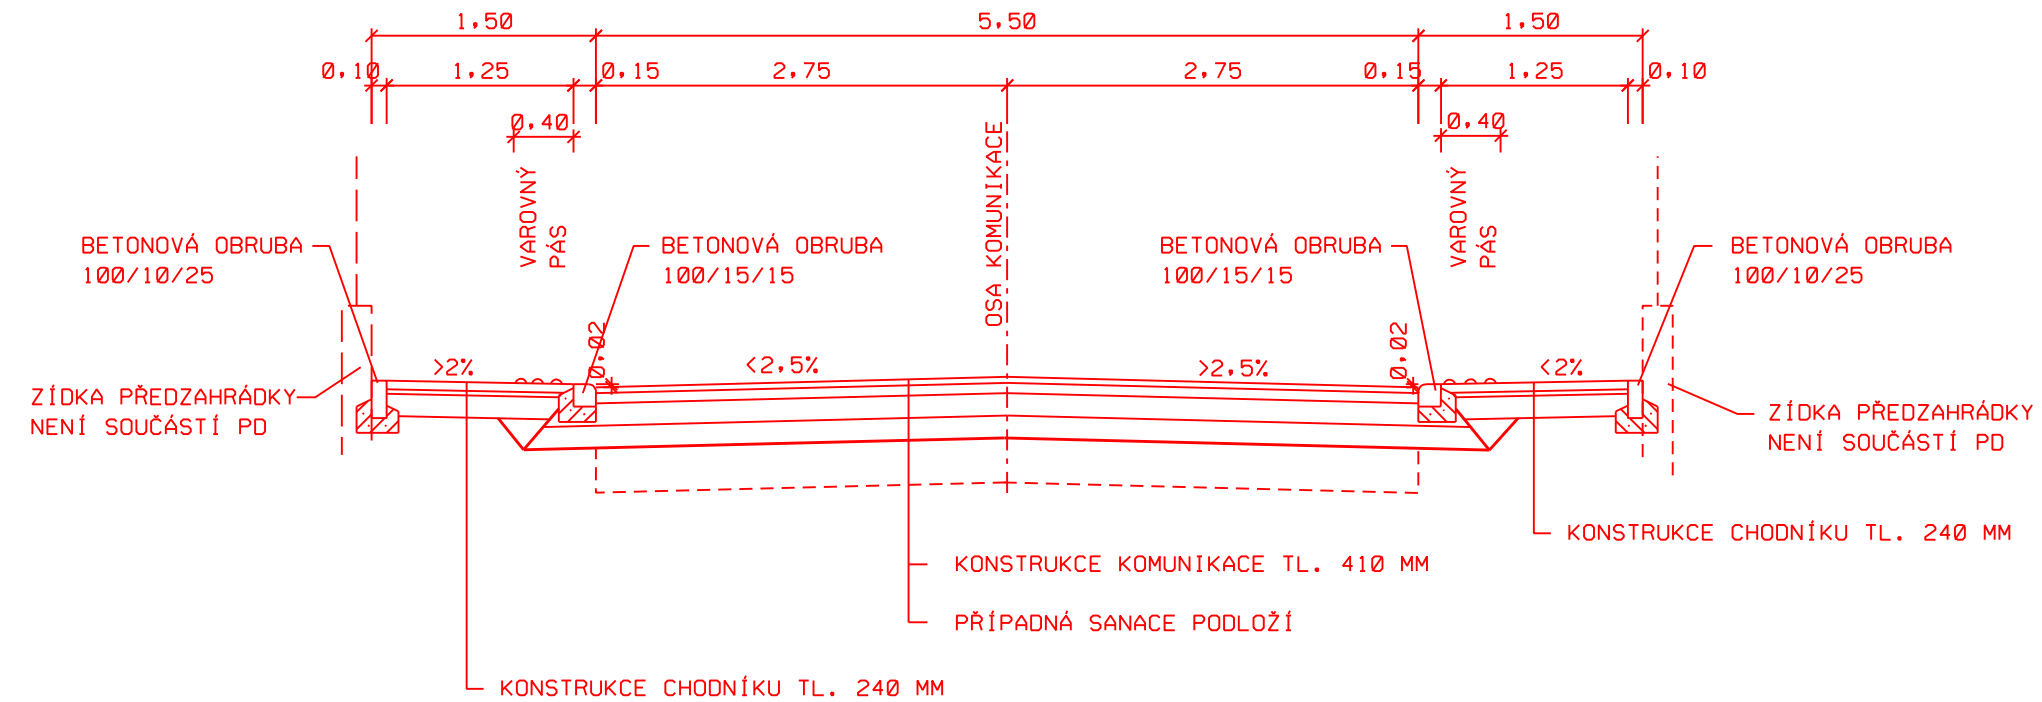 1,50 5,50 1,50
0,10 1,25 0,15 2,75 2,75 0,15 1,25 0,10
0,40 0,40
VAROVNÝ
PÁS
OSA KOMUNIKACE
VAROVNÝ
PÁS
BETONOVÁ OBRUBA
100/10/25
BETONOVÁ OBRUBA
100/15/15
BETONOVÁ OBRUBA
100/15/15
BETONOVÁ OBRUBA
100/10/25
0,02 0,02
>2% <2,5% >2,5% <2%
ZÍDKA PŘEDZAHRÁDKY
NENÍ SOUČÁSTÍ PD
ZÍDKA PŘEDZAHRÁDKY
NENÍ SOUČÁSTÍ PD
KONSTRUKCE CHODNÍKU TL. 240 MM
KONSTRUKCE KOMUNIKACE TL. 410 MM
PŘÍPADNÁ SANACE PODLOŽÍ
KONSTRUKCE CHODNÍKU TL. 240 MM